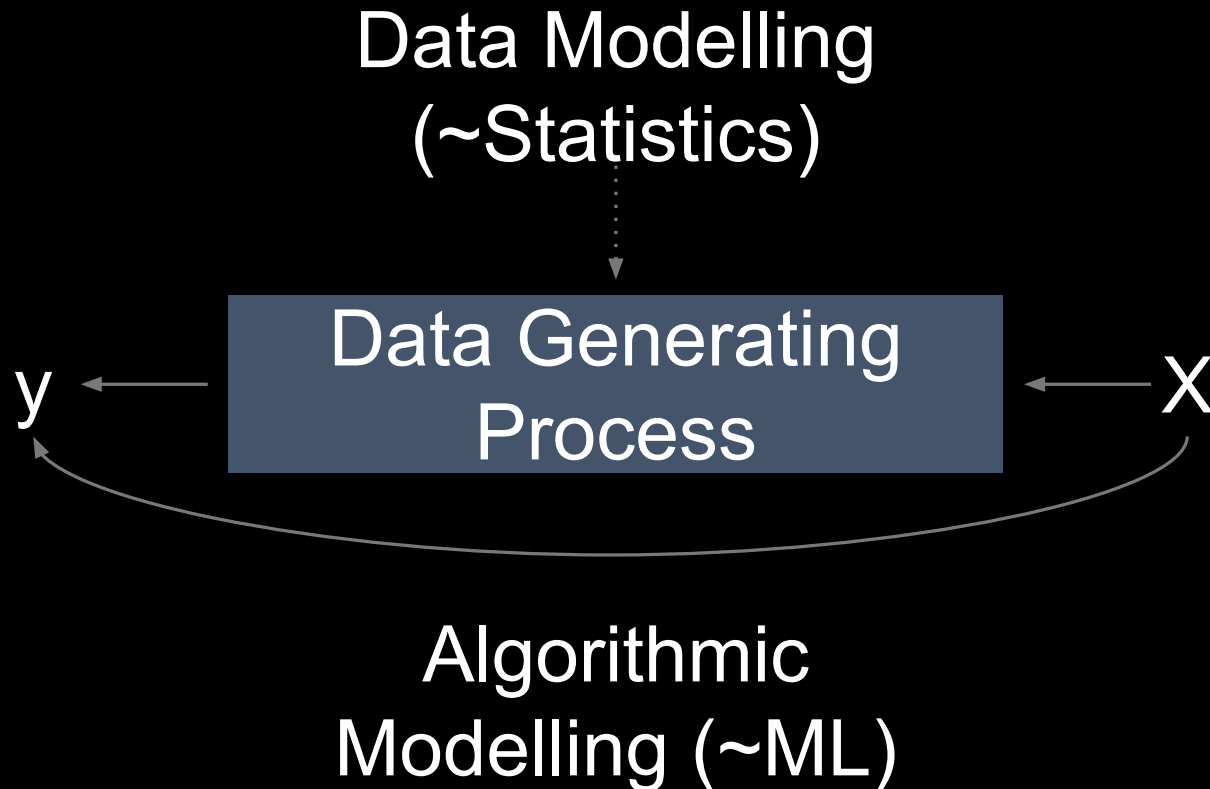 Data Modelling
(~Statistics)
Data Generating
y
X
Process
Algorithmic
Modelling (~ML)